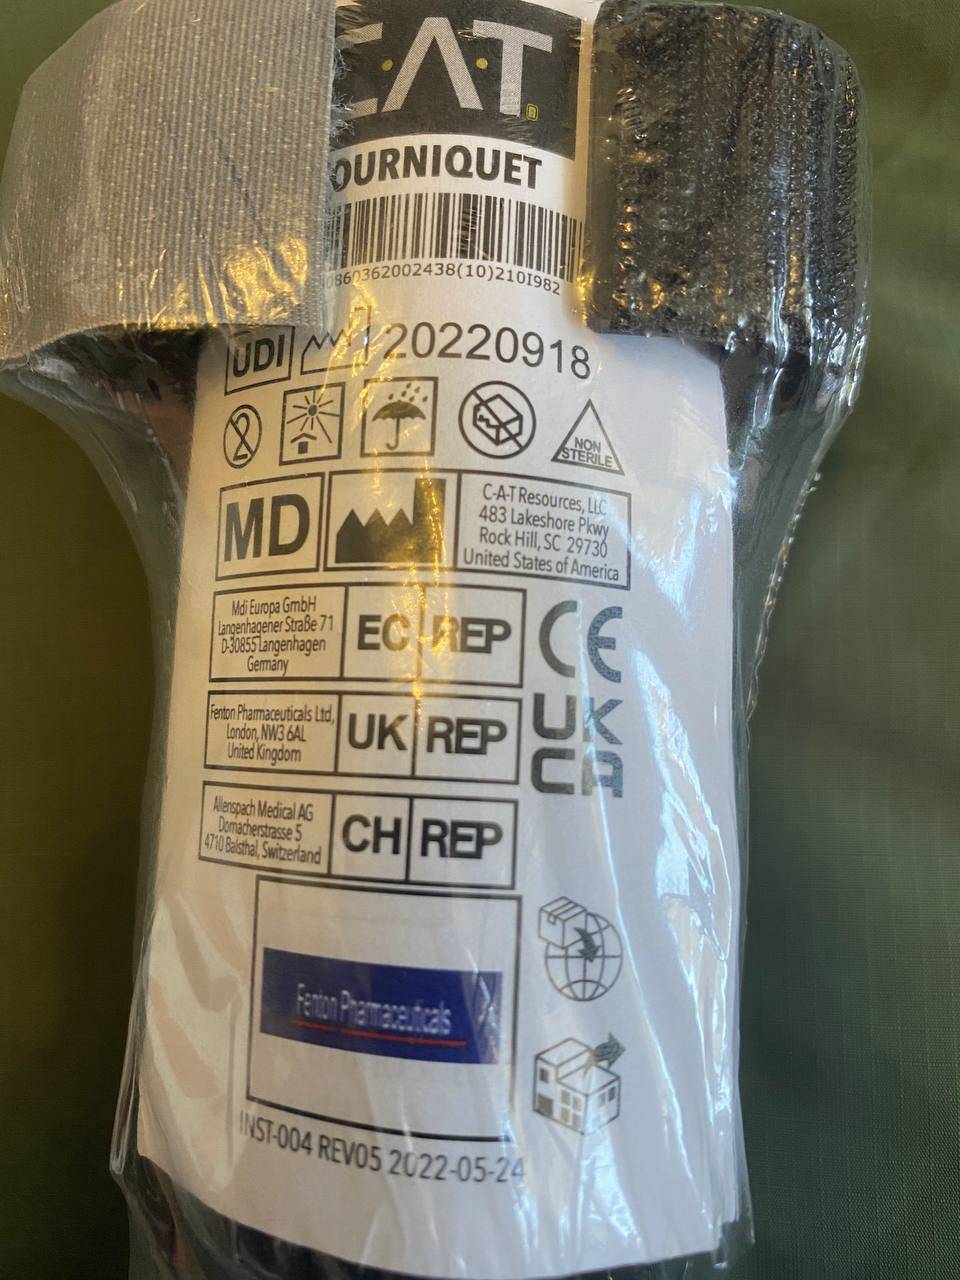 C·A·T®
OURNIQUET
0860362002438(10)210I982
UDI 20220918
2
NON
STERILE
MD
C-A-T Resources, LLC
483 Lakeshore Pkwy
Rock Hill, SC 29730
United States of America
Mdi Europa GmbH
Langenhagener Straße 71
D-30855 Langenhagen
Germany
EC REP
CE
Fenton Pharmaceuticals Ltd,
London, NW3 6AL
United Kingdom
UK REP
UK
CA
Allenspach Medical AG
Dornacherstrasse 5
4710 Balsthal, Switzerland
CH REP
Fenton Pharmaceuticals
INST-004 REV05 2022-05-24